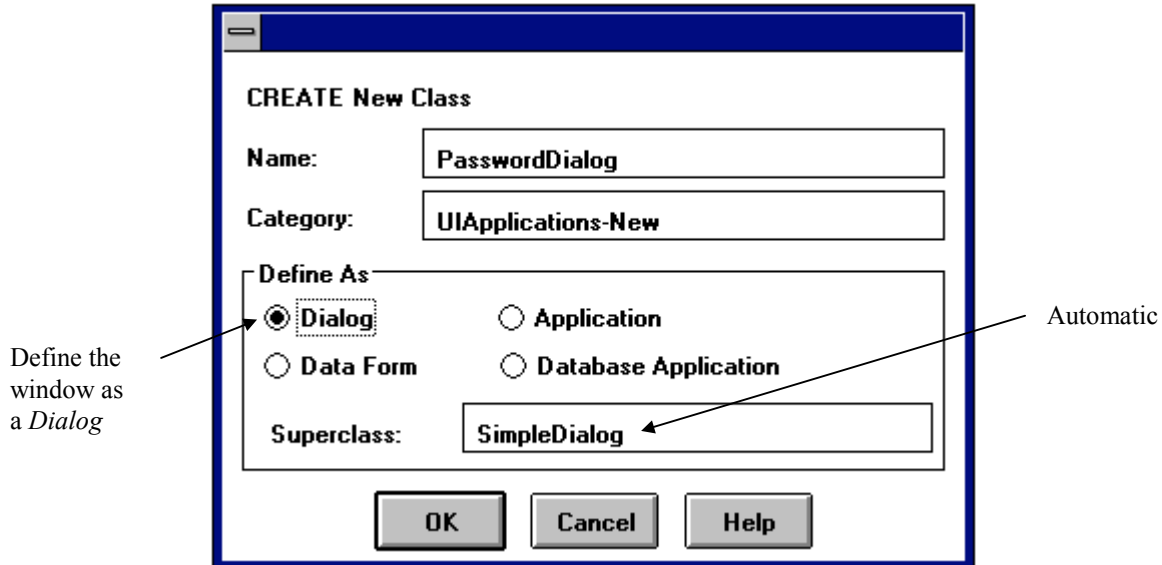 CREATE New Class
Name: PasswordDialog
Category: UIApplications-New
Define As
Dialog Application
Data Form Database Application
Superclass: SimpleDialog
OK Cancel Help
Define the
window as
a Dialog
Automatic